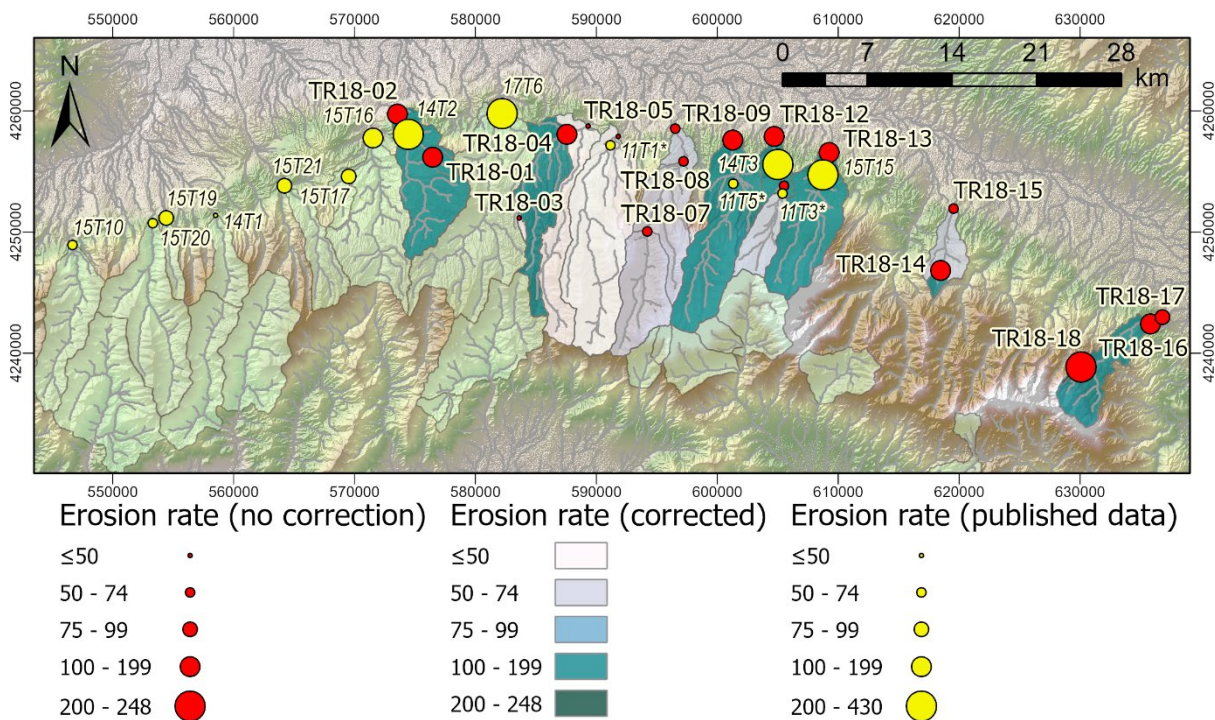 550000 560000 570000 580000 590000 600000 610000 620000 630000
N
0 7 14 21 28
km
4260000 4260000
4250000 4250000
4240000 4240000
TR18-02
15T16
14T2
17T6
TR18-05
TR18-09
TR18-12
TR18-13
TR18-04
11T1*
14T3
15T15
TR18-01
15T21
TR18-08
15T19
15T17
TR18-03
11T5*
11T3*
TR18-15
14T1
15T10
15T20
TR18-07
TR18-14
TR18-17
TR18-18
TR18-16
550000 560000 570000 580000 590000 600000 610000 620000 630000
Erosion rate (no correction)
≤50
50 - 74
75 - 99
100 - 199
200 - 248
Erosion rate (corrected)
≤50
50 - 74
75 - 99
100 - 199
200 - 248
Erosion rate (published data)
≤50
50 - 74
75 - 99
100 - 199
200 - 430